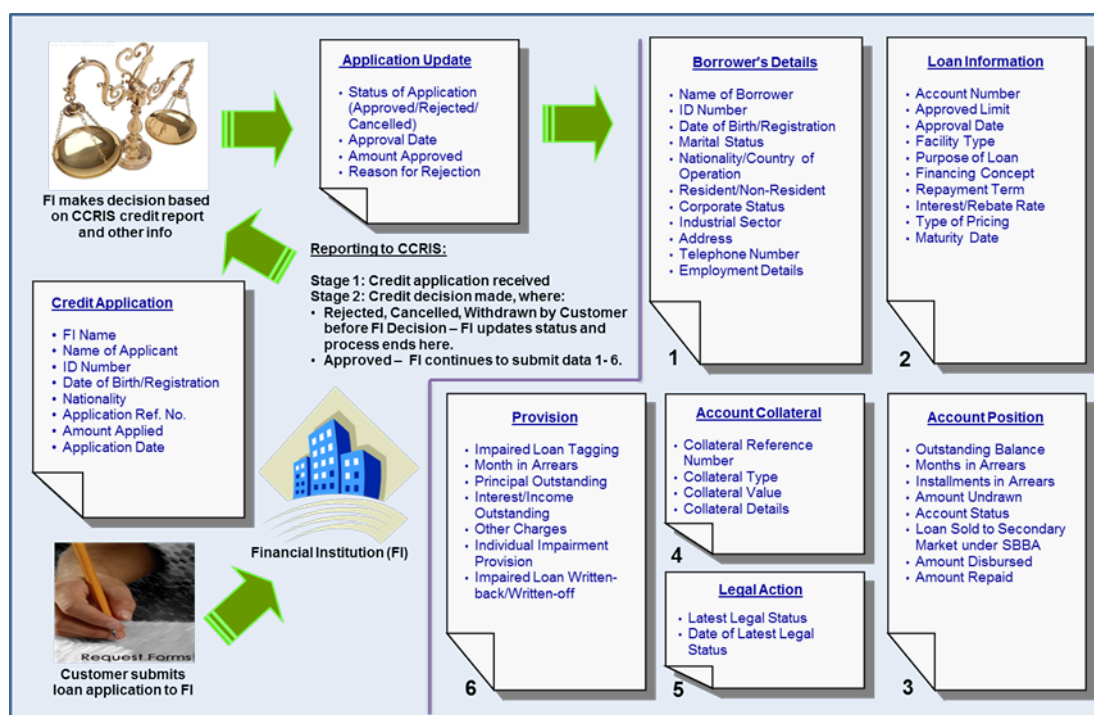 FI makes decision based
on CCRIS credit report
and other info
Application Update
• Status of Application
(Approved/Rejected/
Cancelled)
• Approval Date
• Amount Approved
• Reason for Rejection
Reporting to CCRIS:
Stage 1: Credit application received
Stage 2: Credit decision made, where:
• Rejected, Cancelled, Withdrawn by Customer
before FI Decision – FI updates status and
process ends here.
• Approved – FI continues to submit data 1- 6.
Credit Application
• FI Name
• Name of Applicant
• ID Number
• Date of Birth/Registration
• Nationality
• Application Ref. No.
• Amount Applied
• Application Date
Financial Institution (FI)
Request Forms
Customer submits
loan application to FI
Borrower's Details
• Name of Borrower
• ID Number
• Date of Birth/Registration
• Marital Status
• Nationality/Country of
Operation
• Resident/Non-Resident
• Corporate Status
• Industrial Sector
• Address
• Telephone Number
• Employment Details
1
Loan Information
• Account Number
• Approved Limit
• Approval Date
• Facility Type
• Purpose of Loan
• Financing Concept
• Repayment Term
• Interest/Rebate Rate
• Type of Pricing
• Maturity Date
2
Provision
• Impaired Loan Tagging
• Month in Arrears
• Principal Outstanding
• Interest/Income
Outstanding
• Other Charges
• Individual Impairment
Provision
• Impaired Loan Written-
back/Written-off
6
Account Collateral
• Collateral Reference
Number
• Collateral Type
• Collateral Value
• Collateral Details
4
Legal Action
• Latest Legal Status
• Date of Latest Legal
Status
5
Account Position
• Outstanding Balance
• Months in Arrears
• Installments in Arrears
• Amount Undrawn
• Account Status
• Loan Sold to Secondary
Market under SBBA
• Amount Disbursed
• Amount Repaid
3